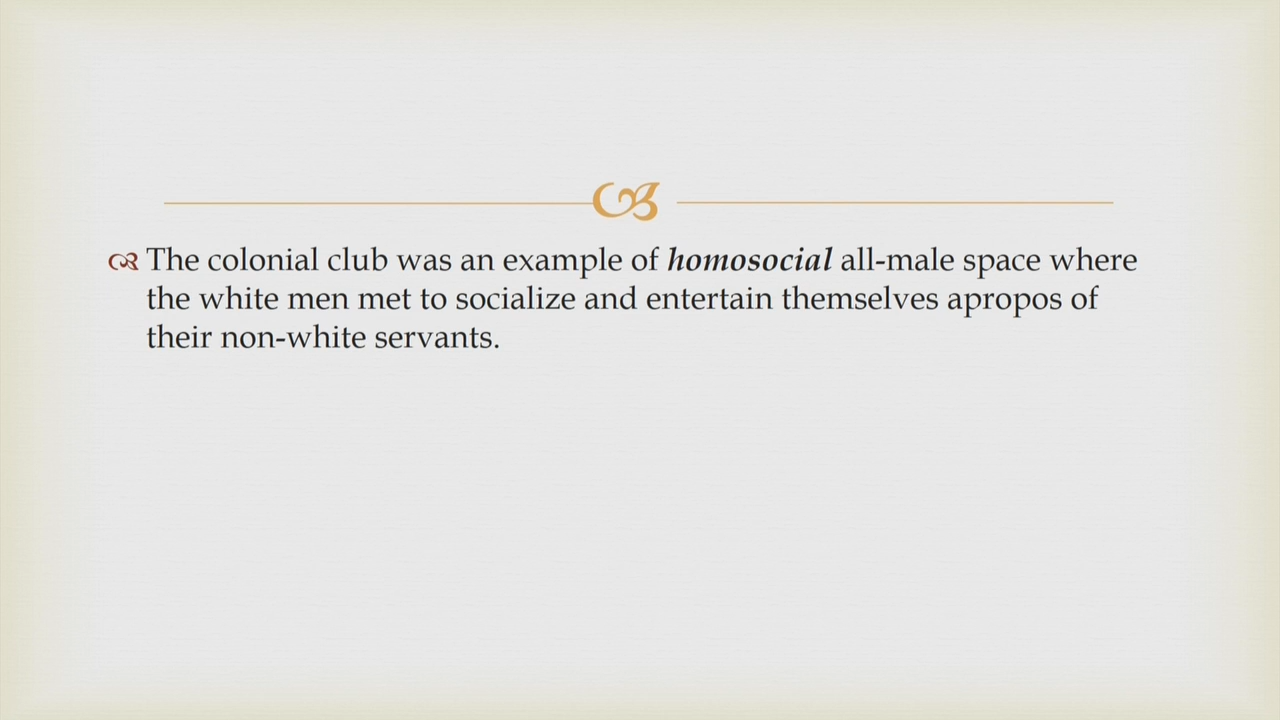 The colonial club was an example of homosocial all-male space where
the white men met to socialize and entertain themselves apropos of
their non-white servants.